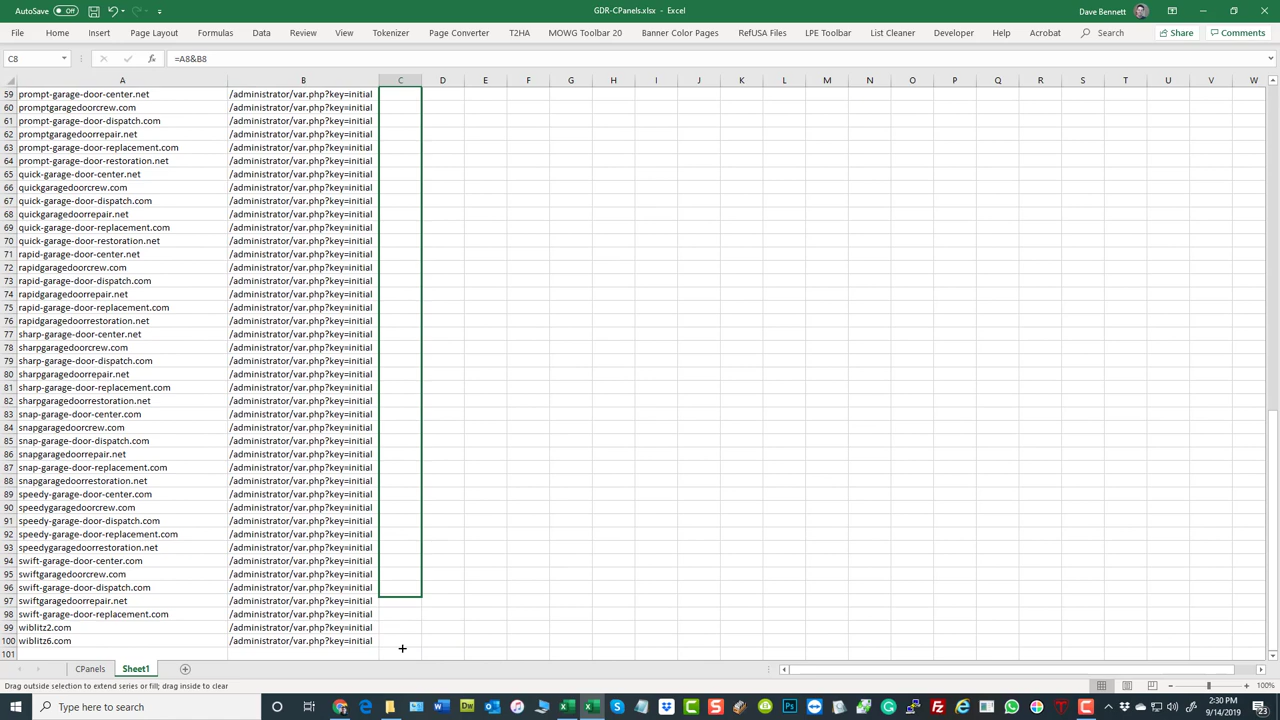 AutoSave Off GDR-CPanels.xlsx - Excel Dave Bennett
File Home Insert Page Layout Formulas Data Review View Tokenizer Page Converter T2HA MOWG Toolbar 20 Banner Color Pages RefUSA Files LPE Toolbar List Cleaner Developer Help Acrobat Search Share Comments
C8 fx =A8&B8
A B C D E F G H I J K L M N O P Q R S T U V W
59 prompt-garage-door-center.net /administrator/var.php?key=initial
60 promptgaragedoorcrew.com /administrator/var.php?key=initial
61 prompt-garage-door-dispatch.com /administrator/var.php?key=initial
62 promptgaragedoorrepair.net /administrator/var.php?key=initial
63 prompt-garage-door-replacement.com /administrator/var.php?key=initial
64 prompt-garage-door-restoration.net /administrator/var.php?key=initial
65 quick-garage-door-center.net /administrator/var.php?key=initial
66 quickgaragedoorcrew.com /administrator/var.php?key=initial
67 quick-garage-door-dispatch.com /administrator/var.php?key=initial
68 quickgaragedoorrepair.net /administrator/var.php?key=initial
69 quick-garage-door-replacement.com /administrator/var.php?key=initial
70 quick-garage-door-restoration.net /administrator/var.php?key=initial
71 rapid-garage-door-center.net /administrator/var.php?key=initial
72 rapidgaragedoorcrew.com /administrator/var.php?key=initial
73 rapid-garage-door-dispatch.com /administrator/var.php?key=initial
74 rapidgaragedoorrepair.net /administrator/var.php?key=initial
75 rapid-garage-door-replacement.com /administrator/var.php?key=initial
76 rapidgaragedoorrestoration.net /administrator/var.php?key=initial
77 sharp-garage-door-center.net /administrator/var.php?key=initial
78 sharpgaragedoorcrew.com /administrator/var.php?key=initial
79 sharp-garage-door-dispatch.com /administrator/var.php?key=initial
80 sharpgaragedoorrepair.net /administrator/var.php?key=initial
81 sharp-garage-door-replacement.com /administrator/var.php?key=initial
82 sharpgaragedoorrestoration.net /administrator/var.php?key=initial
83 snap-garage-door-center.com /administrator/var.php?key=initial
84 snapgaragedoorcrew.com /administrator/var.php?key=initial
85 snap-garage-door-dispatch.com /administrator/var.php?key=initial
86 snapgaragedoorrepair.net /administrator/var.php?key=initial
87 snap-garage-door-replacement.com /administrator/var.php?key=initial
88 snapgaragedoorrestoration.net /administrator/var.php?key=initial
89 speedy-garage-door-center.com /administrator/var.php?key=initial
90 speedygaragedoorcrew.com /administrator/var.php?key=initial
91 speedy-garage-door-dispatch.com /administrator/var.php?key=initial
92 speedy-garage-door-replacement.com /administrator/var.php?key=initial
93 speedygaragedoorrestoration.net /administrator/var.php?key=initial
94 swift-garage-door-center.com /administrator/var.php?key=initial
95 swiftgaragedoorcrew.com /administrator/var.php?key=initial
96 swift-garage-door-dispatch.com /administrator/var.php?key=initial
97 swiftgaragedoorrepair.net /administrator/var.php?key=initial
98 swift-garage-door-replacement.com /administrator/var.php?key=initial
99 wiblitz2.com /administrator/var.php?key=initial
100 wiblitz6.com /administrator/var.php?key=initial
101
CPanels Sheet1
Drag outside selection to extend series or fill; drag inside to clear 100%
Type here to search 2:30 PM
9/14/2019